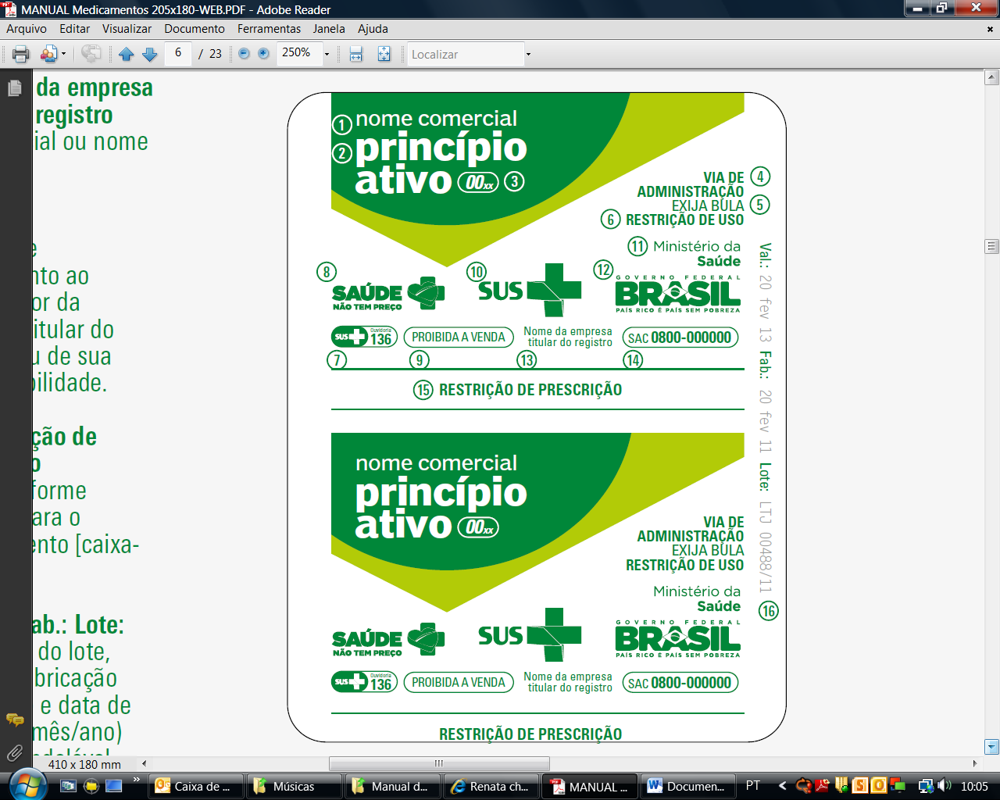 MANUAL Medicamentos 205x180-WEB.PDF - Adobe Reader
Arquivo Editar Visualizar Documento Ferramentas Janela Ajuda
6 / 23 250% Localizar
da empresa
registro
ial ou nome
nto ao
or da
itular do
u de sua
bilidade.
ção de
o
forme
ara o
ento [caixa-
ab.: Lote:
do lote,
bricação
e data de
mês/ano)
1 nome comercial
2 princípio
ativo 00xx 3
VIA DE 4
ADMINISTRAÇÃO
EXIJA BULA 5
6 RESTRIÇÃO DE USO
11 Ministério da
Saúde
8 SAÚDE
NÃO TEM PREÇO
10 SUS
12 GOVERNO FEDERAL
BRASIL
PAÍS RICO É PAÍS SEM POBREZA
SUS Ouvidoria 136
PROIBIDA A VENDA
Nome da empresa
titular do registro
SAC 0800-000000
7 9 13 14
15 RESTRIÇÃO DE PRESCRIÇÃO
Val.: 20 fev 13 Fab.: 20 fev 11 Lote: LTJ 00488/11
16
nome comercial
princípio
ativo 00xx
VIA DE
ADMINISTRAÇÃO
EXIJA BULA
RESTRIÇÃO DE USO
Ministério da
Saúde
SAÚDE
NÃO TEM PREÇO
SUS
GOVERNO FEDERAL
BRASIL
PAÍS RICO É PAÍS SEM POBREZA
SUS Ouvidoria 136
PROIBIDA A VENDA
Nome da empresa
titular do registro
SAC 0800-000000
RESTRIÇÃO DE PRESCRIÇÃO
410 x 180 mm
Caixa de ... Músicas Manual d... Renata ch... MANUAL ... Documen... PT 10:05